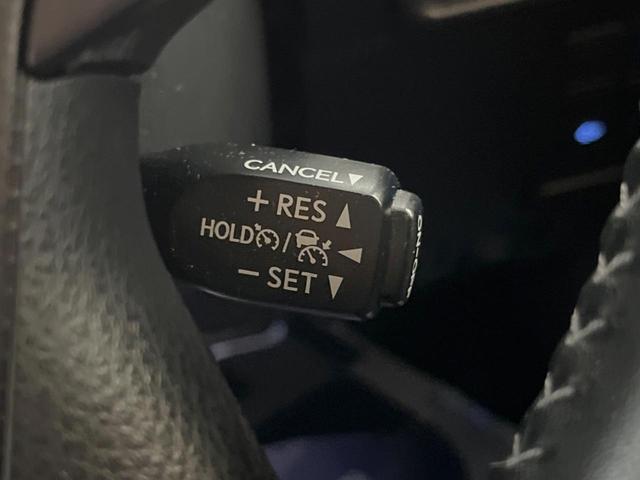 CANCEL▼
+ RES ▲
HOLD / ◀
− SET ▼